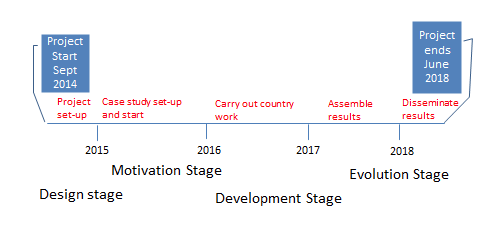 Project
Start
Sept
2014
Project
ends
June
2018
Project
set-up
Case study set-up
and start
Carry out country
work
Assemble
results
Disseminate
results
2015
2016
2017
2018
Motivation Stage
Evolution Stage
Design stage
Development Stage